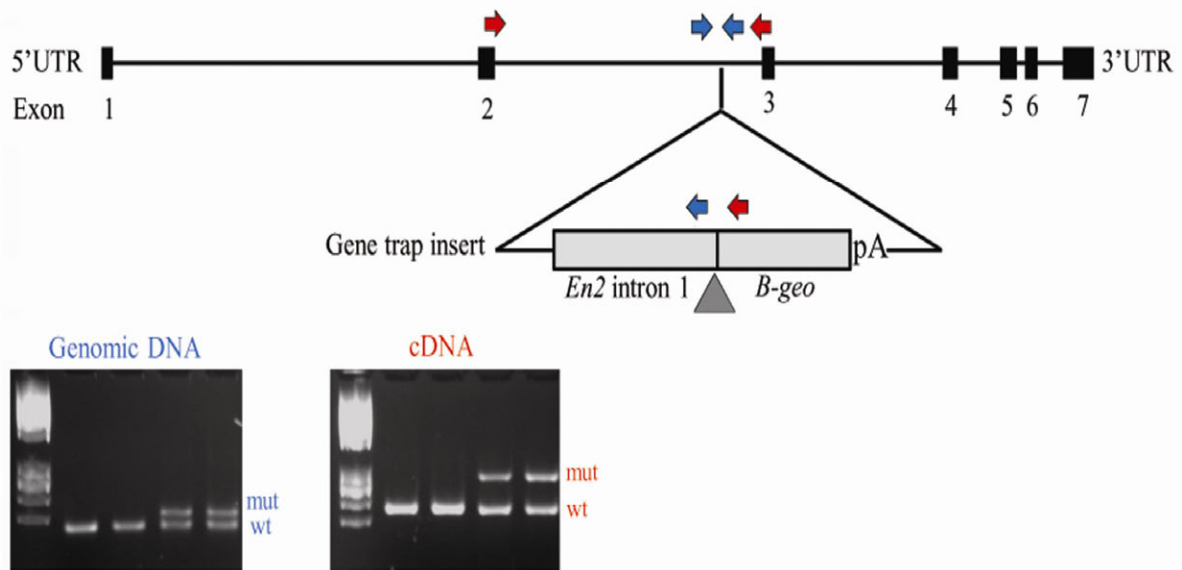 5’UTR 3’UTR
Exon 1 2 3 4 5 6 7
Gene trap insert pA
En2 intron 1 B-geo
Genomic DNA cDNA
mut mut
wt wt